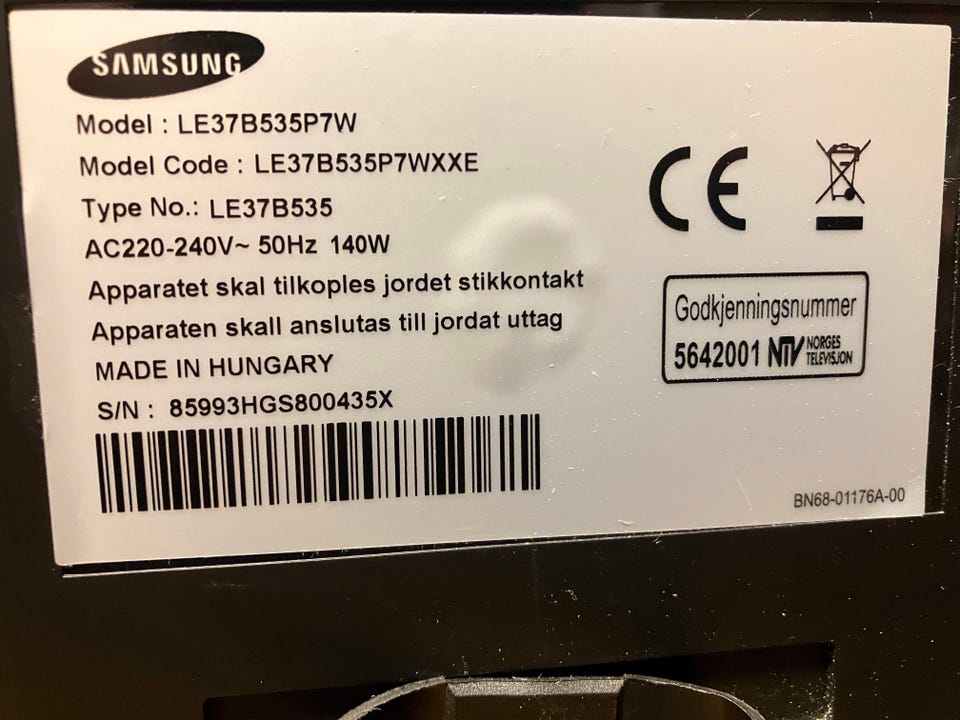 SAMSUNG
Model : LE37B535P7W
Model Code : LE37B535P7WXXE
Type No.: LE37B535
AC220-240V~ 50Hz 140W
Apparatet skal tilkoples jordet stikkontakt
Apparaten skall anslutas till jordat uttag
MADE IN HUNGARY
S/N : 85993HGS800435X
CE
Godkjenningsnummer
5642001 NTV NORGES TELEVISJON
BN68-01176A-00